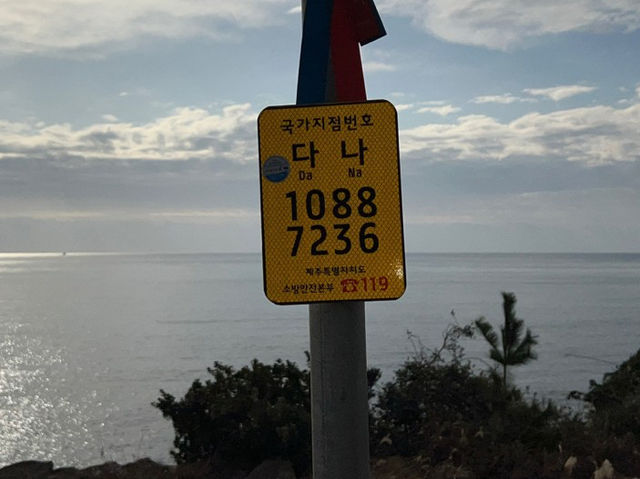 국가지점번호
다 나
Da Na
1088
7236
제주특별자치도
소방안전본부 ☎119